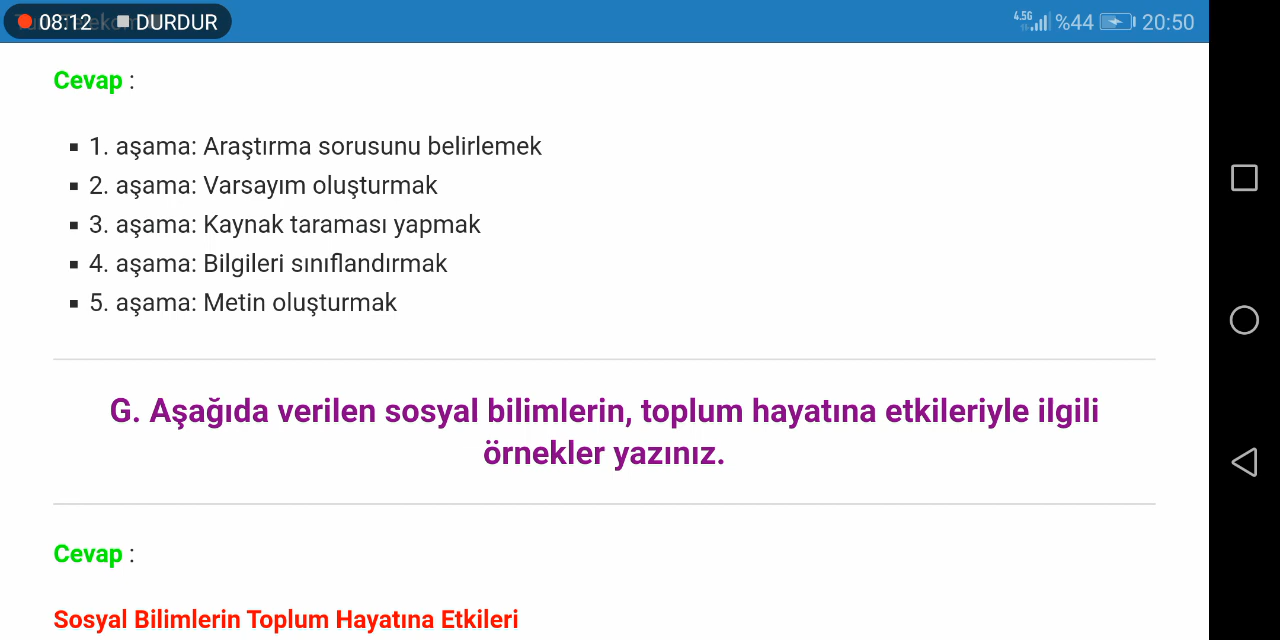 08:12 DURDUR 4.5G %44 20:50
Cevap :
1. aşama: Araştırma sorusunu belirlemek
2. aşama: Varsayım oluşturmak
3. aşama: Kaynak taraması yapmak
4. aşama: Bilgileri sınıflandırmak
5. aşama: Metin oluşturmak
G. Aşağıda verilen sosyal bilimlerin, toplum hayatına etkileriyle ilgili
örnekler yazınız.
Cevap :
Sosyal Bilimlerin Toplum Hayatına Etkileri